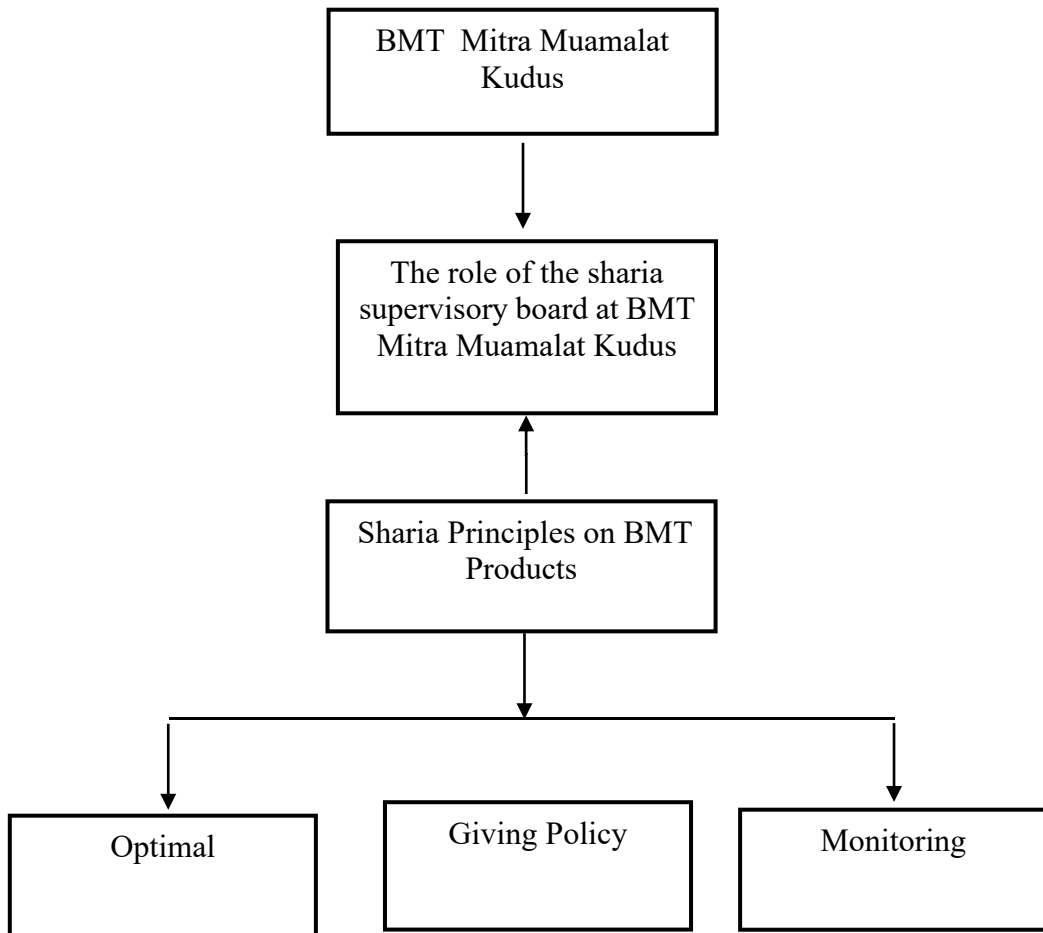 BMT Mitra Muamalat
Kudus
The role of the sharia
supervisory board at BMT
Mitra Muamalat Kudus
Sharia Principles on BMT
Products
Optimal
Giving Policy
Monitoring